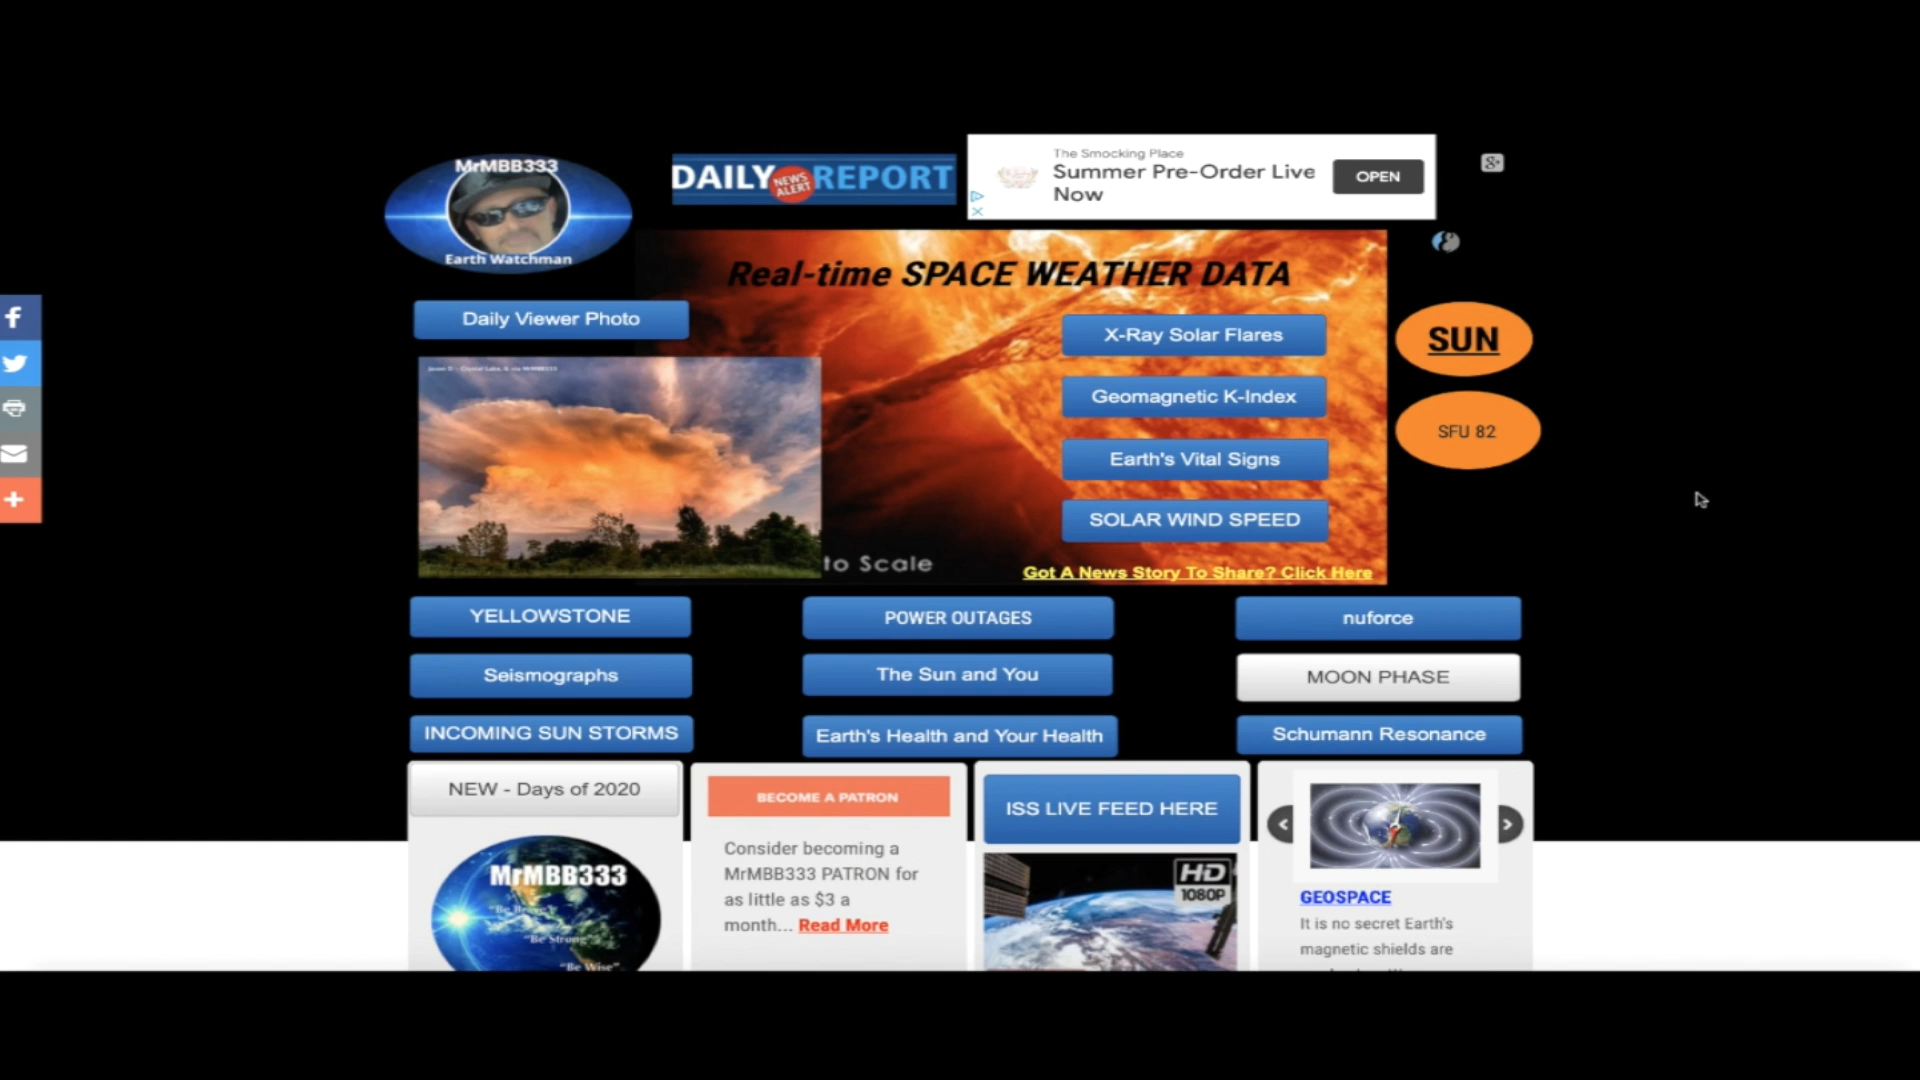 MrMBB333
Earth Watchman
DAILY NEWS ALERT REPORT
The Smocking Place
Summer Pre-Order Live
Now
OPEN
Real-time SPACE WEATHER DATA
Daily Viewer Photo
X-Ray Solar Flares
Geomagnetic K-Index
Earth's Vital Signs
SOLAR WIND SPEED
SUN
SFU 82
to Scale
Got A News Story To Share? Click Here
YELLOWSTONE
POWER OUTAGES
nuforce
Seismographs
The Sun and You
MOON PHASE
INCOMING SUN STORMS
Earth's Health and Your Health
Schumann Resonance
NEW - Days of 2020
MrMBB333
"Be Strong"
"Be Wise"
BECOME A PATRON
Consider becoming a
MrMBB333 PATRON for
as little as $3 a
month... Read More
ISS LIVE FEED HERE
HD
1080P
GEOSPACE
It is no secret Earth's
magnetic shields are